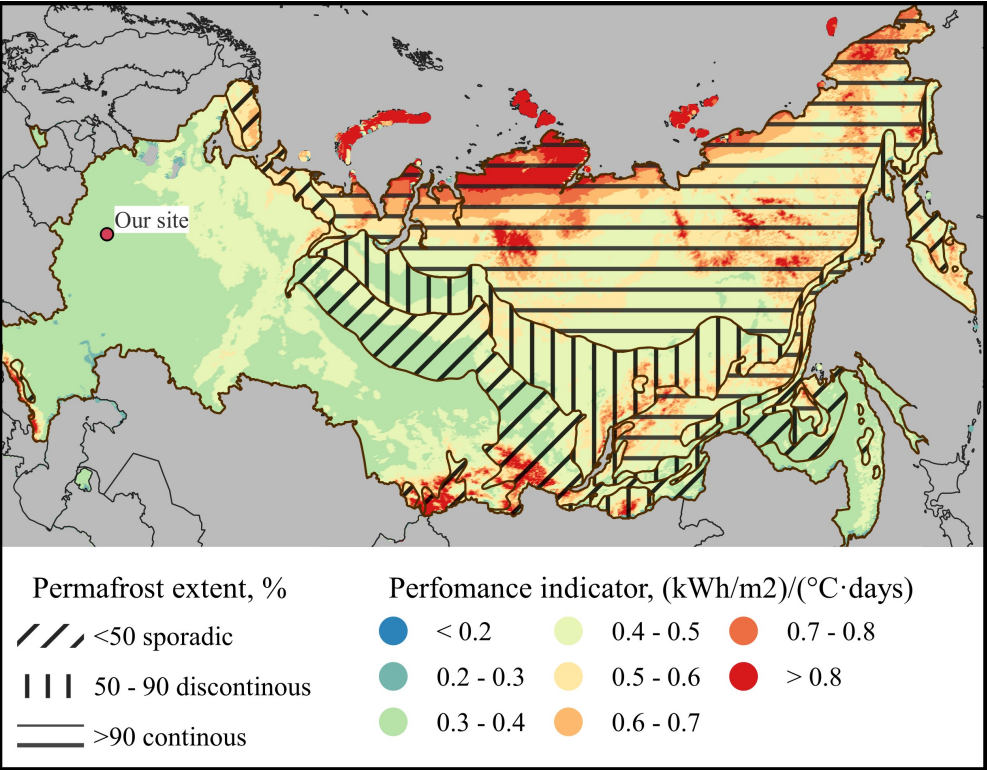 Our site
Permafrost extent, %
<50 sporadic
50 - 90 discontinous
>90 continous
Perfomance indicator, (kWh/m2)/(°C·days)
< 0.2
0.2 - 0.3
0.3 - 0.4
0.4 - 0.5
0.5 - 0.6
0.6 - 0.7
0.7 - 0.8
> 0.8